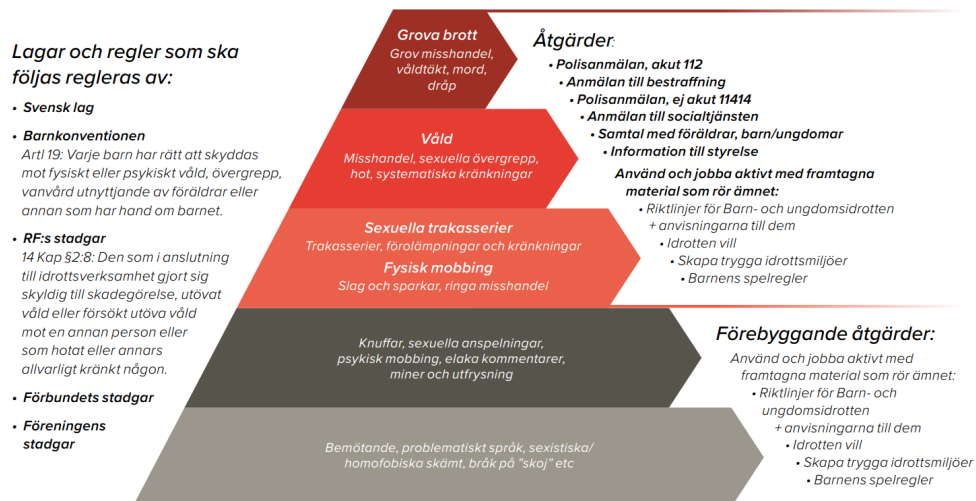 Lagar och regler som ska
följas regleras av:
• Svensk lag
• Barnkonventionen
Artl 19: Varje barn har rätt att skyddas
mot fysiskt eller psykiskt våld, övergrepp,
vanvård utnyttjande av föräldrar eller
annan som har hand om barnet.
• RF:s stadgar
14 Kap §2:8: Den som i anslutning
till idrottsverksamhet gjort sig
skyldig till skadegörelse, utövat
våld eller försökt utöva våld
mot en annan person eller
som hotat eller annars
allvarligt kränkt någon.
• Förbundets stadgar
• Föreningens
stadgar
Grova brott
Grov misshandel,
våldtäkt, mord,
dråp
Våld
Misshandel, sexuella övergrepp,
hot, systematiska kränkningar
Sexuella trakasserier
Trakasserier, förolämpningar och kränkningar
Fysisk mobbing
Slag och sparkar, ringa misshandel
Knuffar, sexuella anspelningar,
psykisk mobbing, elaka kommentarer,
miner och utfrysning
Bemötande, problematiskt språk, sexistiska/
homofobiska skämt, bråk på ”skoj” etc
Åtgärder:
• Polisanmälan, akut 112
• Anmälan till bestraffning
• Polisanmälan, ej akut 11414
• Anmälan till socialtjänsten
• Samtal med föräldrar, barn/ungdomar
• Information till styrelse
Använd och jobba aktivt med framtagna
material som rör ämnet:
• Riktlinjer för Barn- och ungdomsidrotten
+ anvisningarna till dem
• Idrotten vill
• Skapa trygga idrottsmiljöer
• Barnens spelregler
Förebyggande åtgärder:
Använd och jobba aktivt med
framtagna material som rör ämnet:
• Riktlinjer för Barn- och
ungdomsidrotten
+ anvisningarna till dem
• Idrotten vill
• Skapa trygga idrottsmiljöer
• Barnens spelregler